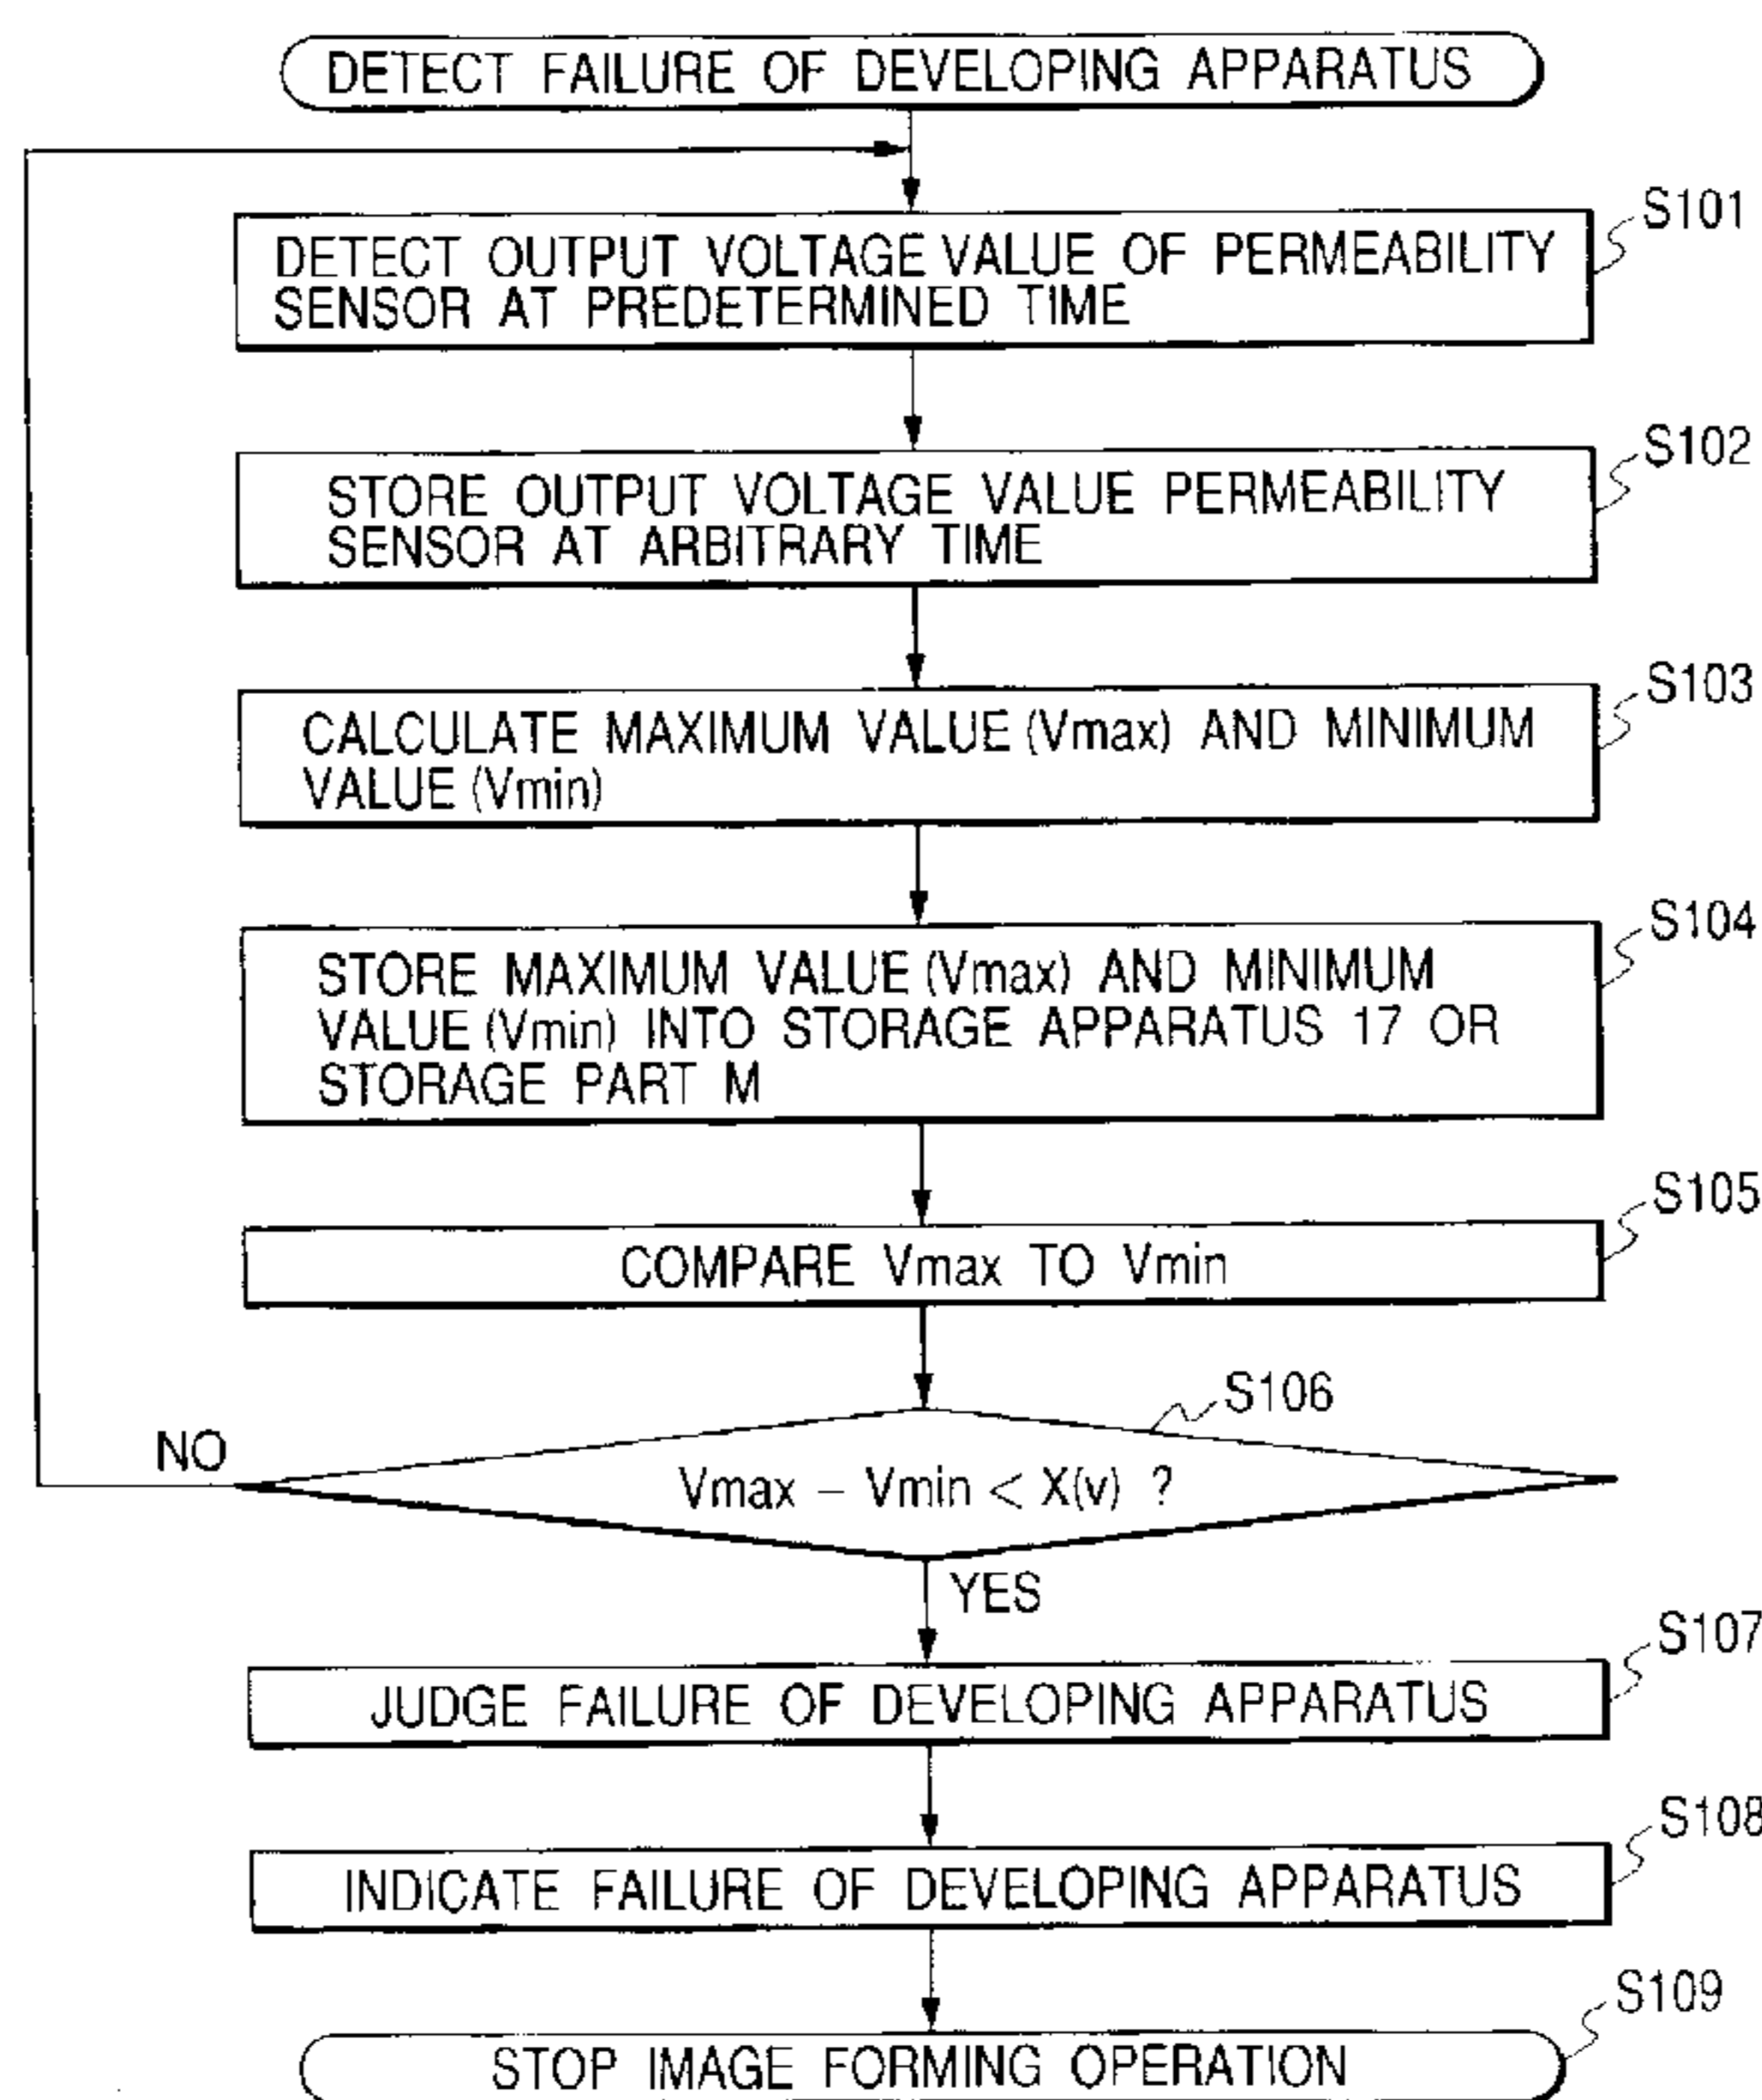 DETECT FAILURE OF DEVELOPING APPARATUS
S101
DETECT OUTPUT VOLTAGE VALUE OF PERMEABILITY
SENSOR AT PREDETERMINED TIME
S102
STORE OUTPUT VOLTAGE VALUE PERMEABILITY
SENSOR AT ARBITRARY TIME
S103
CALCULATE MAXIMUM VALUE (Vmax) AND MINIMUM
VALUE (Vmin)
S104
STORE MAXIMUM VALUE (Vmax) AND MINIMUM
VALUE (Vmin) INTO STORAGE APPARATUS 17 OR
STORAGE PART M
S105
COMPARE Vmax TO Vmin
S106
NO
Vmax – Vmin < X(v) ?
YES
S107
JUDGE FAILURE OF DEVELOPING APPARATUS
S108
INDICATE FAILURE OF DEVELOPING APPARATUS
S109
STOP IMAGE FORMING OPERATION